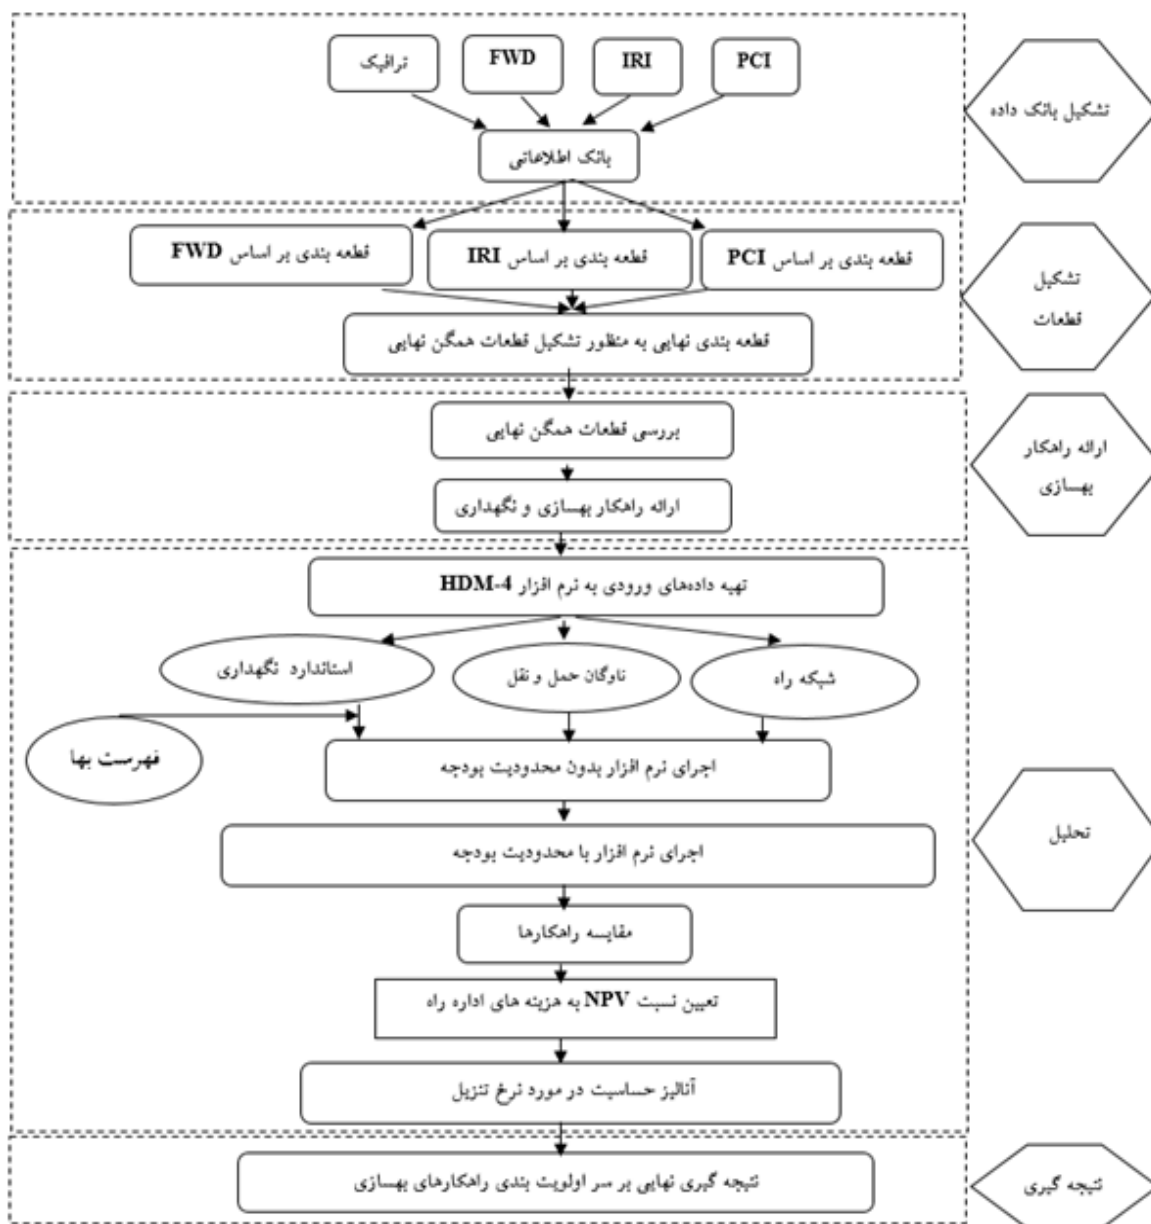 PCI
IRI
FWD
ترافیک
تشکیل بانک داده
بانک اطلاعاتی
قطعه بندی بر اساس PCI
قطعه بندی بر اساس IRI
قطعه بندی بر اساس FWD
تشکیل
قطعات
قطعه بندی نهایی به منظور تشکیل قطعات همگن نهایی
بررسی قطعات همگن نهایی
ارائه راهکار
بهسازی
ارائه راهکار بهسازی و نگهداری
تهیه داده‌های ورودی به نرم افزار HDM-4
شبکه راه
ناوگان حمل و نقل
استاندارد نگهداری
فهرست بها
اجرای نرم افزار بدون محدودیت بودجه
تحلیل
اجرای نرم افزار با محدودیت بودجه
مقایسه راهکارها
تعیین نسبت NPV به هزینه های اداره راه
آنالیز حساسیت در مورد نرخ تنزیل
نتیجه گیری نهایی بر سر اولویت بندی راهکارهای بهسازی
نتیجه گیری